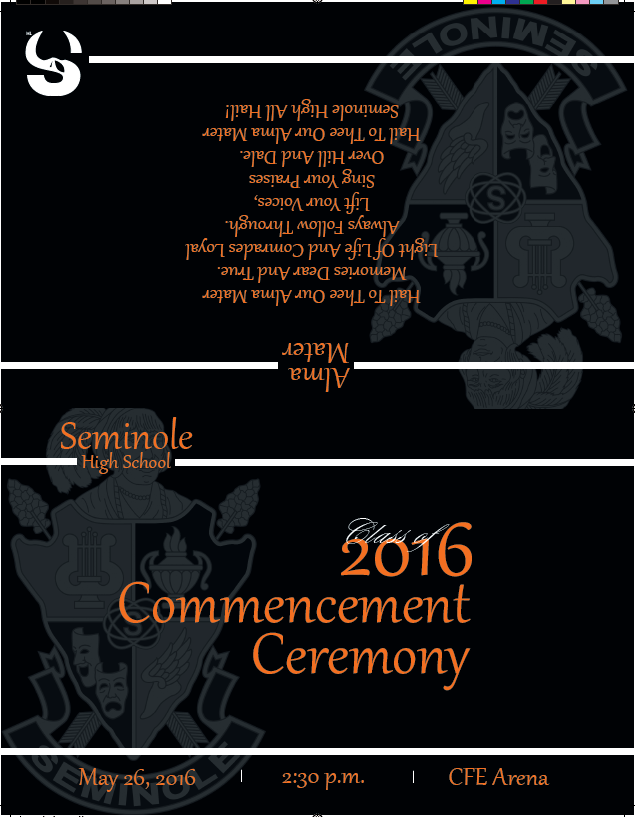 SEMINOLE
Alma
Mater
Hail To Thee Our Alma Mater
Memories Dear And True.
Light Of Life And Comrades Loyal
Always Follow Through.
Lift Your Voices,
Sing Your Praises
Over Hill And Dale.
Hail To Thee Our Alma Mater
Seminole High All Hail!
S
Seminole
High School
Class of
2016
Commencement
Ceremony
SEMINOLE
May 26, 2016 | 2:30 p.m. | CFE Arena